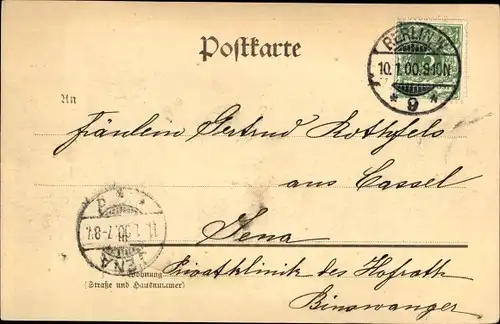 Postkarte
BERLIN W.
10.1.00.9-10N
* 9 *
An
Fräulein Gertrud Rothfels
aus Cassel
Jena
11.1.00.7-8V.
JENA
Wohnung
(Straße und Hausnummer)
Privatklinik des Hofrath
Binswanger